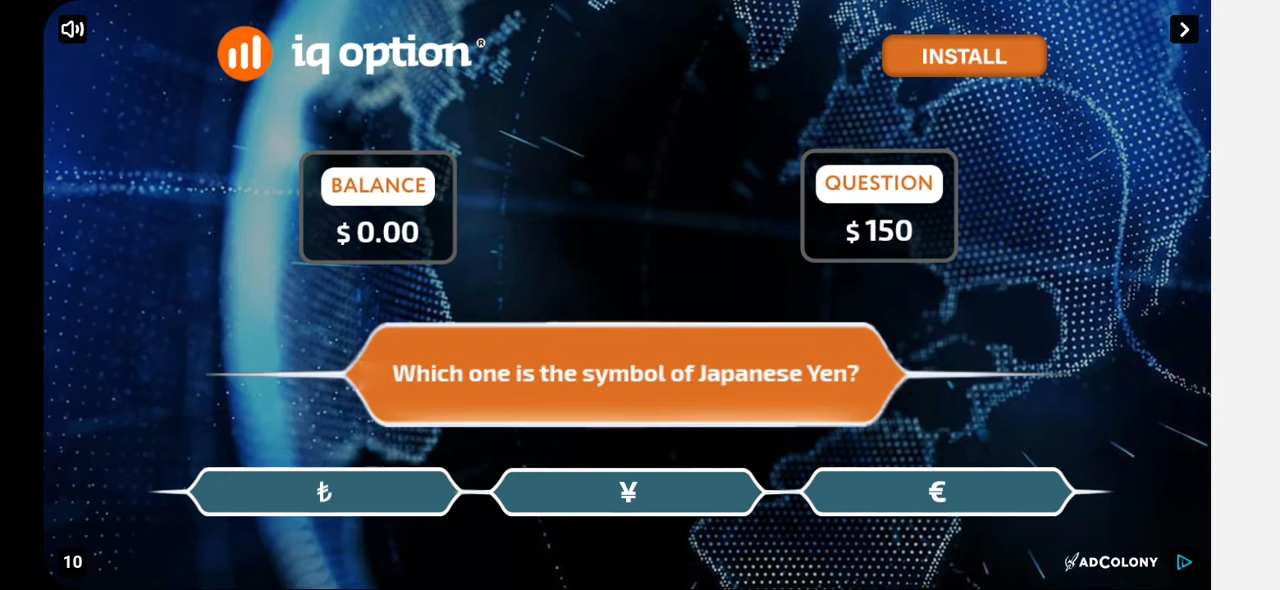 iq option®
INSTALL
BALANCE
$ 0.00
QUESTION
$ 150
Which one is the symbol of Japanese Yen?
₺
¥
€
10
ADCOLONY